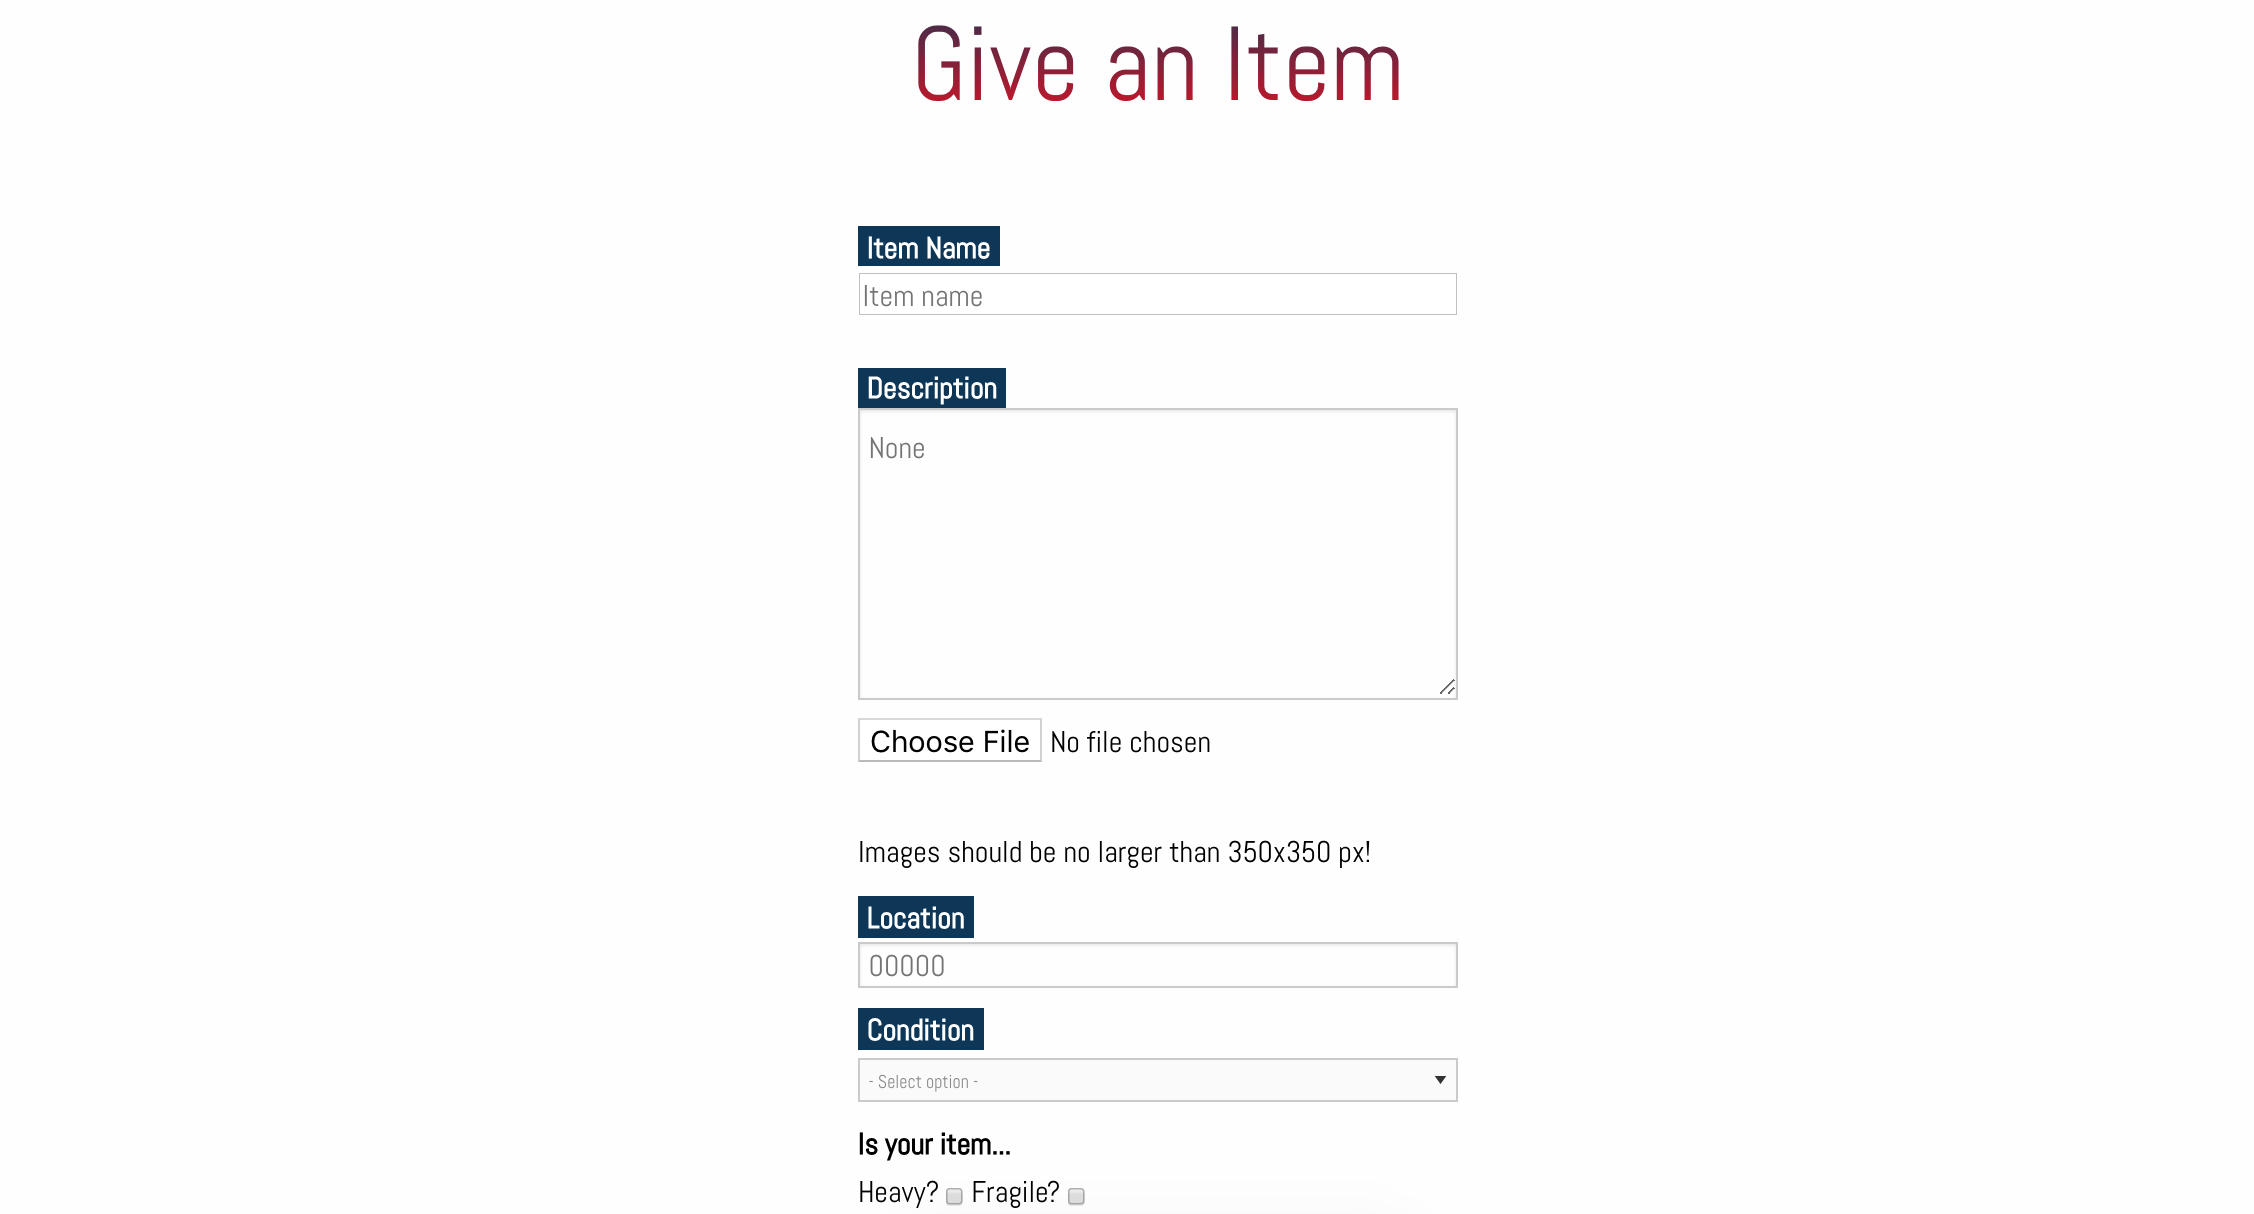 Give an Item
Item Name
Item name
Description
None
Choose File No file chosen
Images should be no larger than 350x350 px!
Location
00000
Condition
- Select option -
Is your item...
Heavy? Fragile?